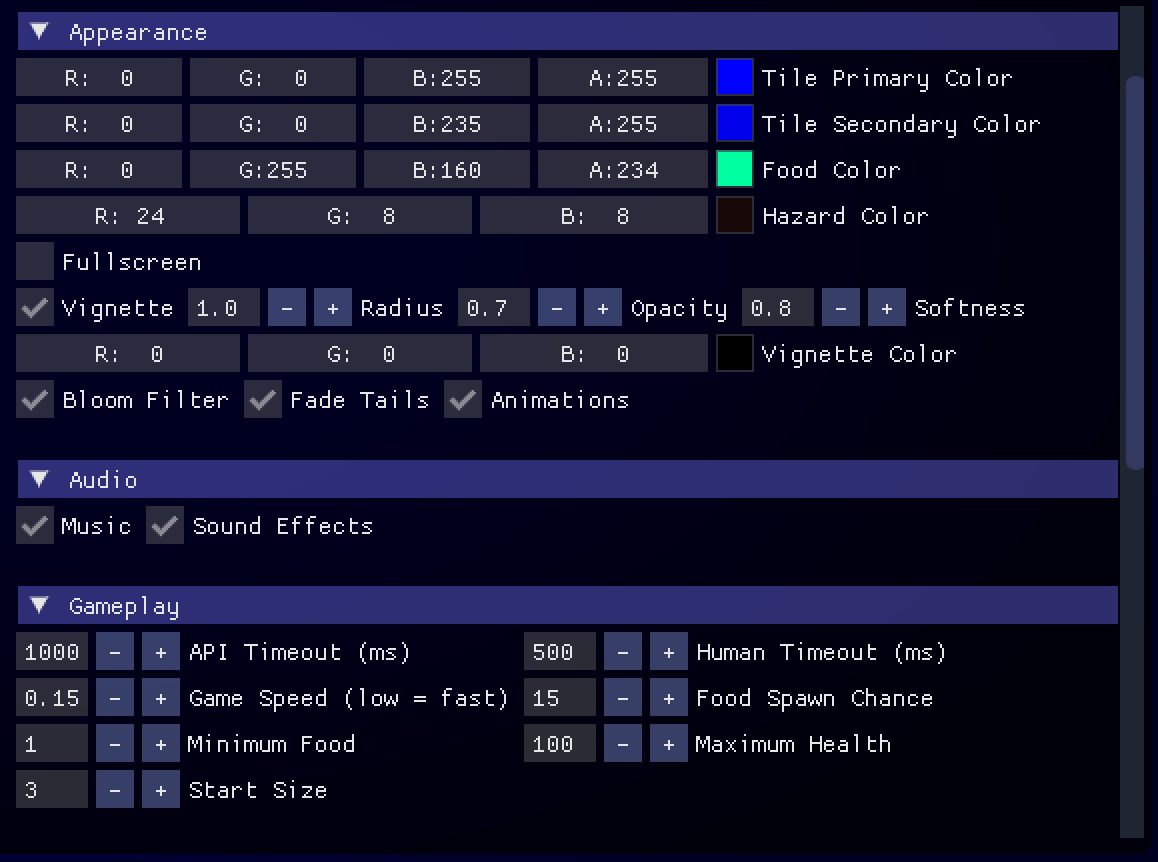 Appearance
R: 0 G: 0 B:255 A:255 Tile Primary Color
R: 0 G: 0 B:235 A:255 Tile Secondary Color
R: 0 G:255 B:160 A:234 Food Color
R: 24 G: 8 B: 8 Hazard Color
Fullscreen
Vignette 1.0 - + Radius 0.7 - + Opacity 0.8 - + Softness
R: 0 G: 0 B: 0 Vignette Color
Bloom Filter Fade Tails Animations
Audio
Music Sound Effects
Gameplay
1000 - + API Timeout (ms) 500 - + Human Timeout (ms)
0.15 - + Game Speed (low = fast) 15 - + Food Spawn Chance
1 - + Minimum Food 100 - + Maximum Health
3 - + Start Size